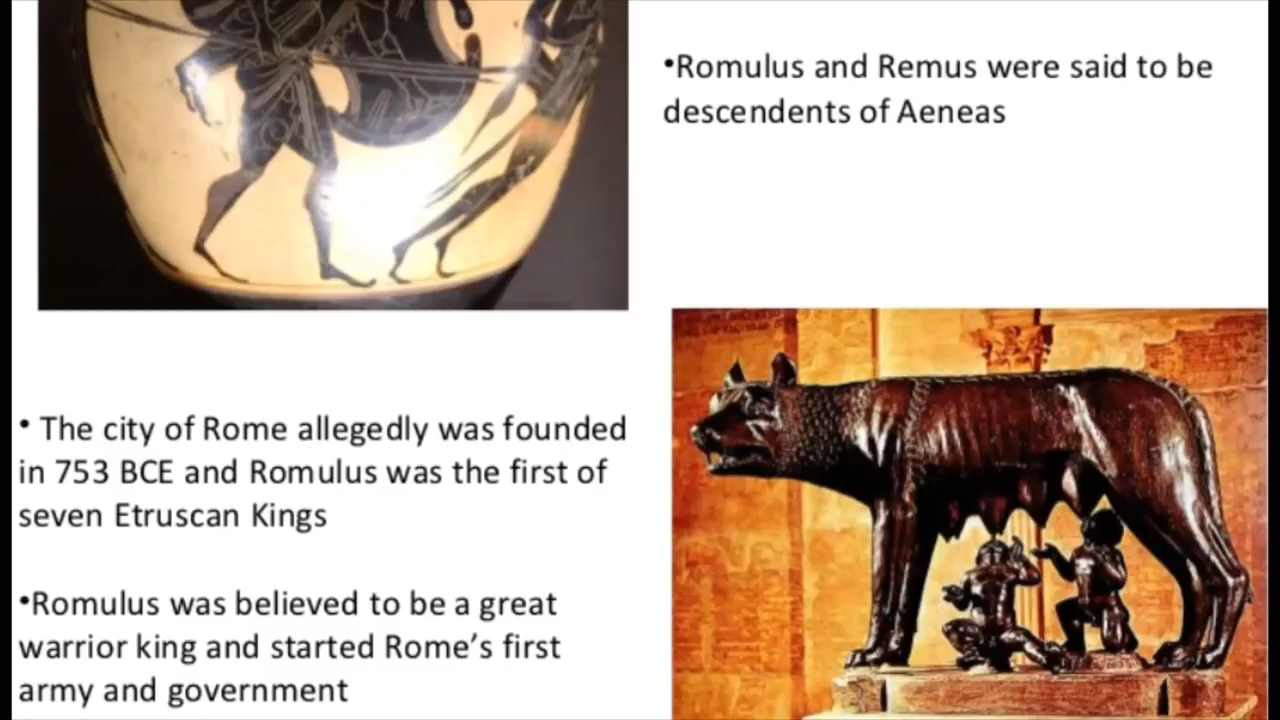 •Romulus and Remus were said to be
descendents of Aeneas
• The city of Rome allegedly was founded
in 753 BCE and Romulus was the first of
seven Etruscan Kings
•Romulus was believed to be a great
warrior king and started Rome’s first
army and government